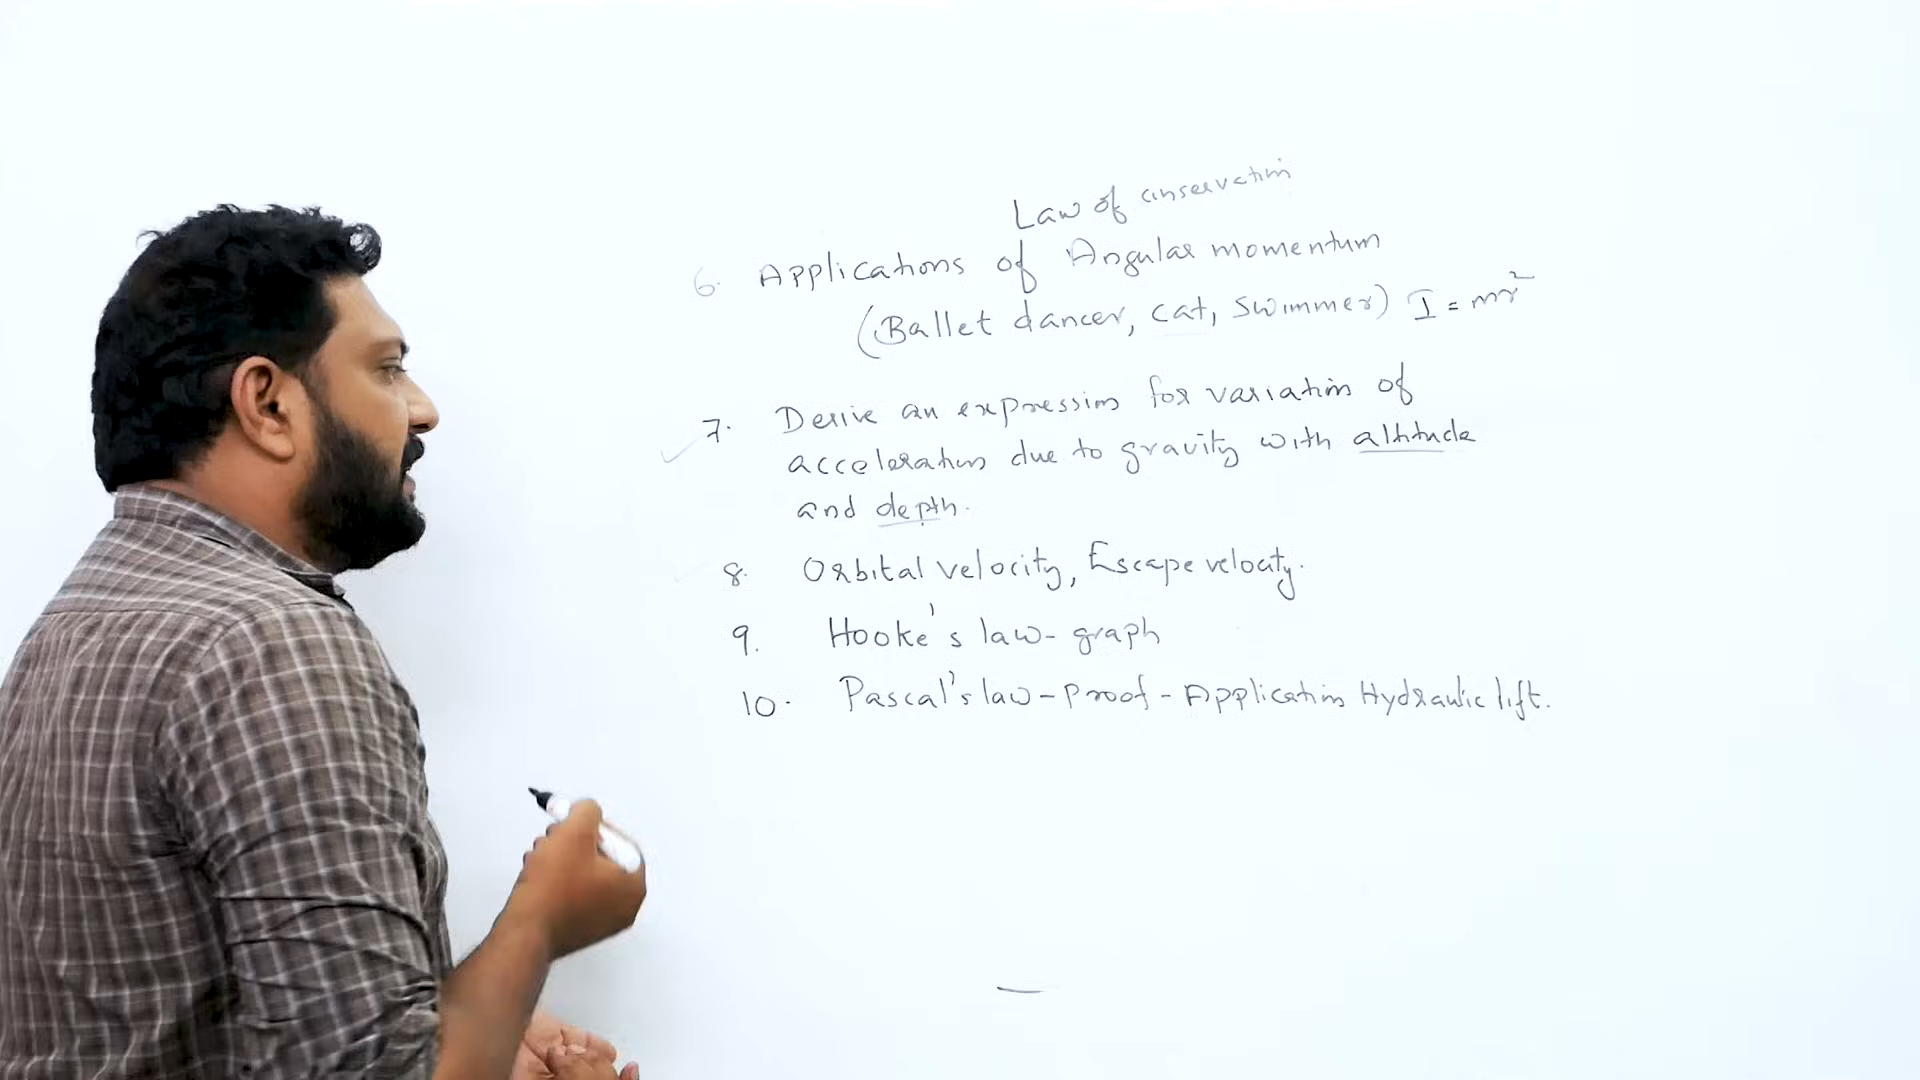 Law of conservation
6. Applications of Angular momentum
(Ballet dancer, cat, swimmer) I = mr²
7. Derive an expression for variation of
acceleration due to gravity with altitude
and depth.
8. Orbital velocity, Escape velocity.
9. Hooke's law - graph
10. Pascal's law - proof - Application Hydraulic lift.